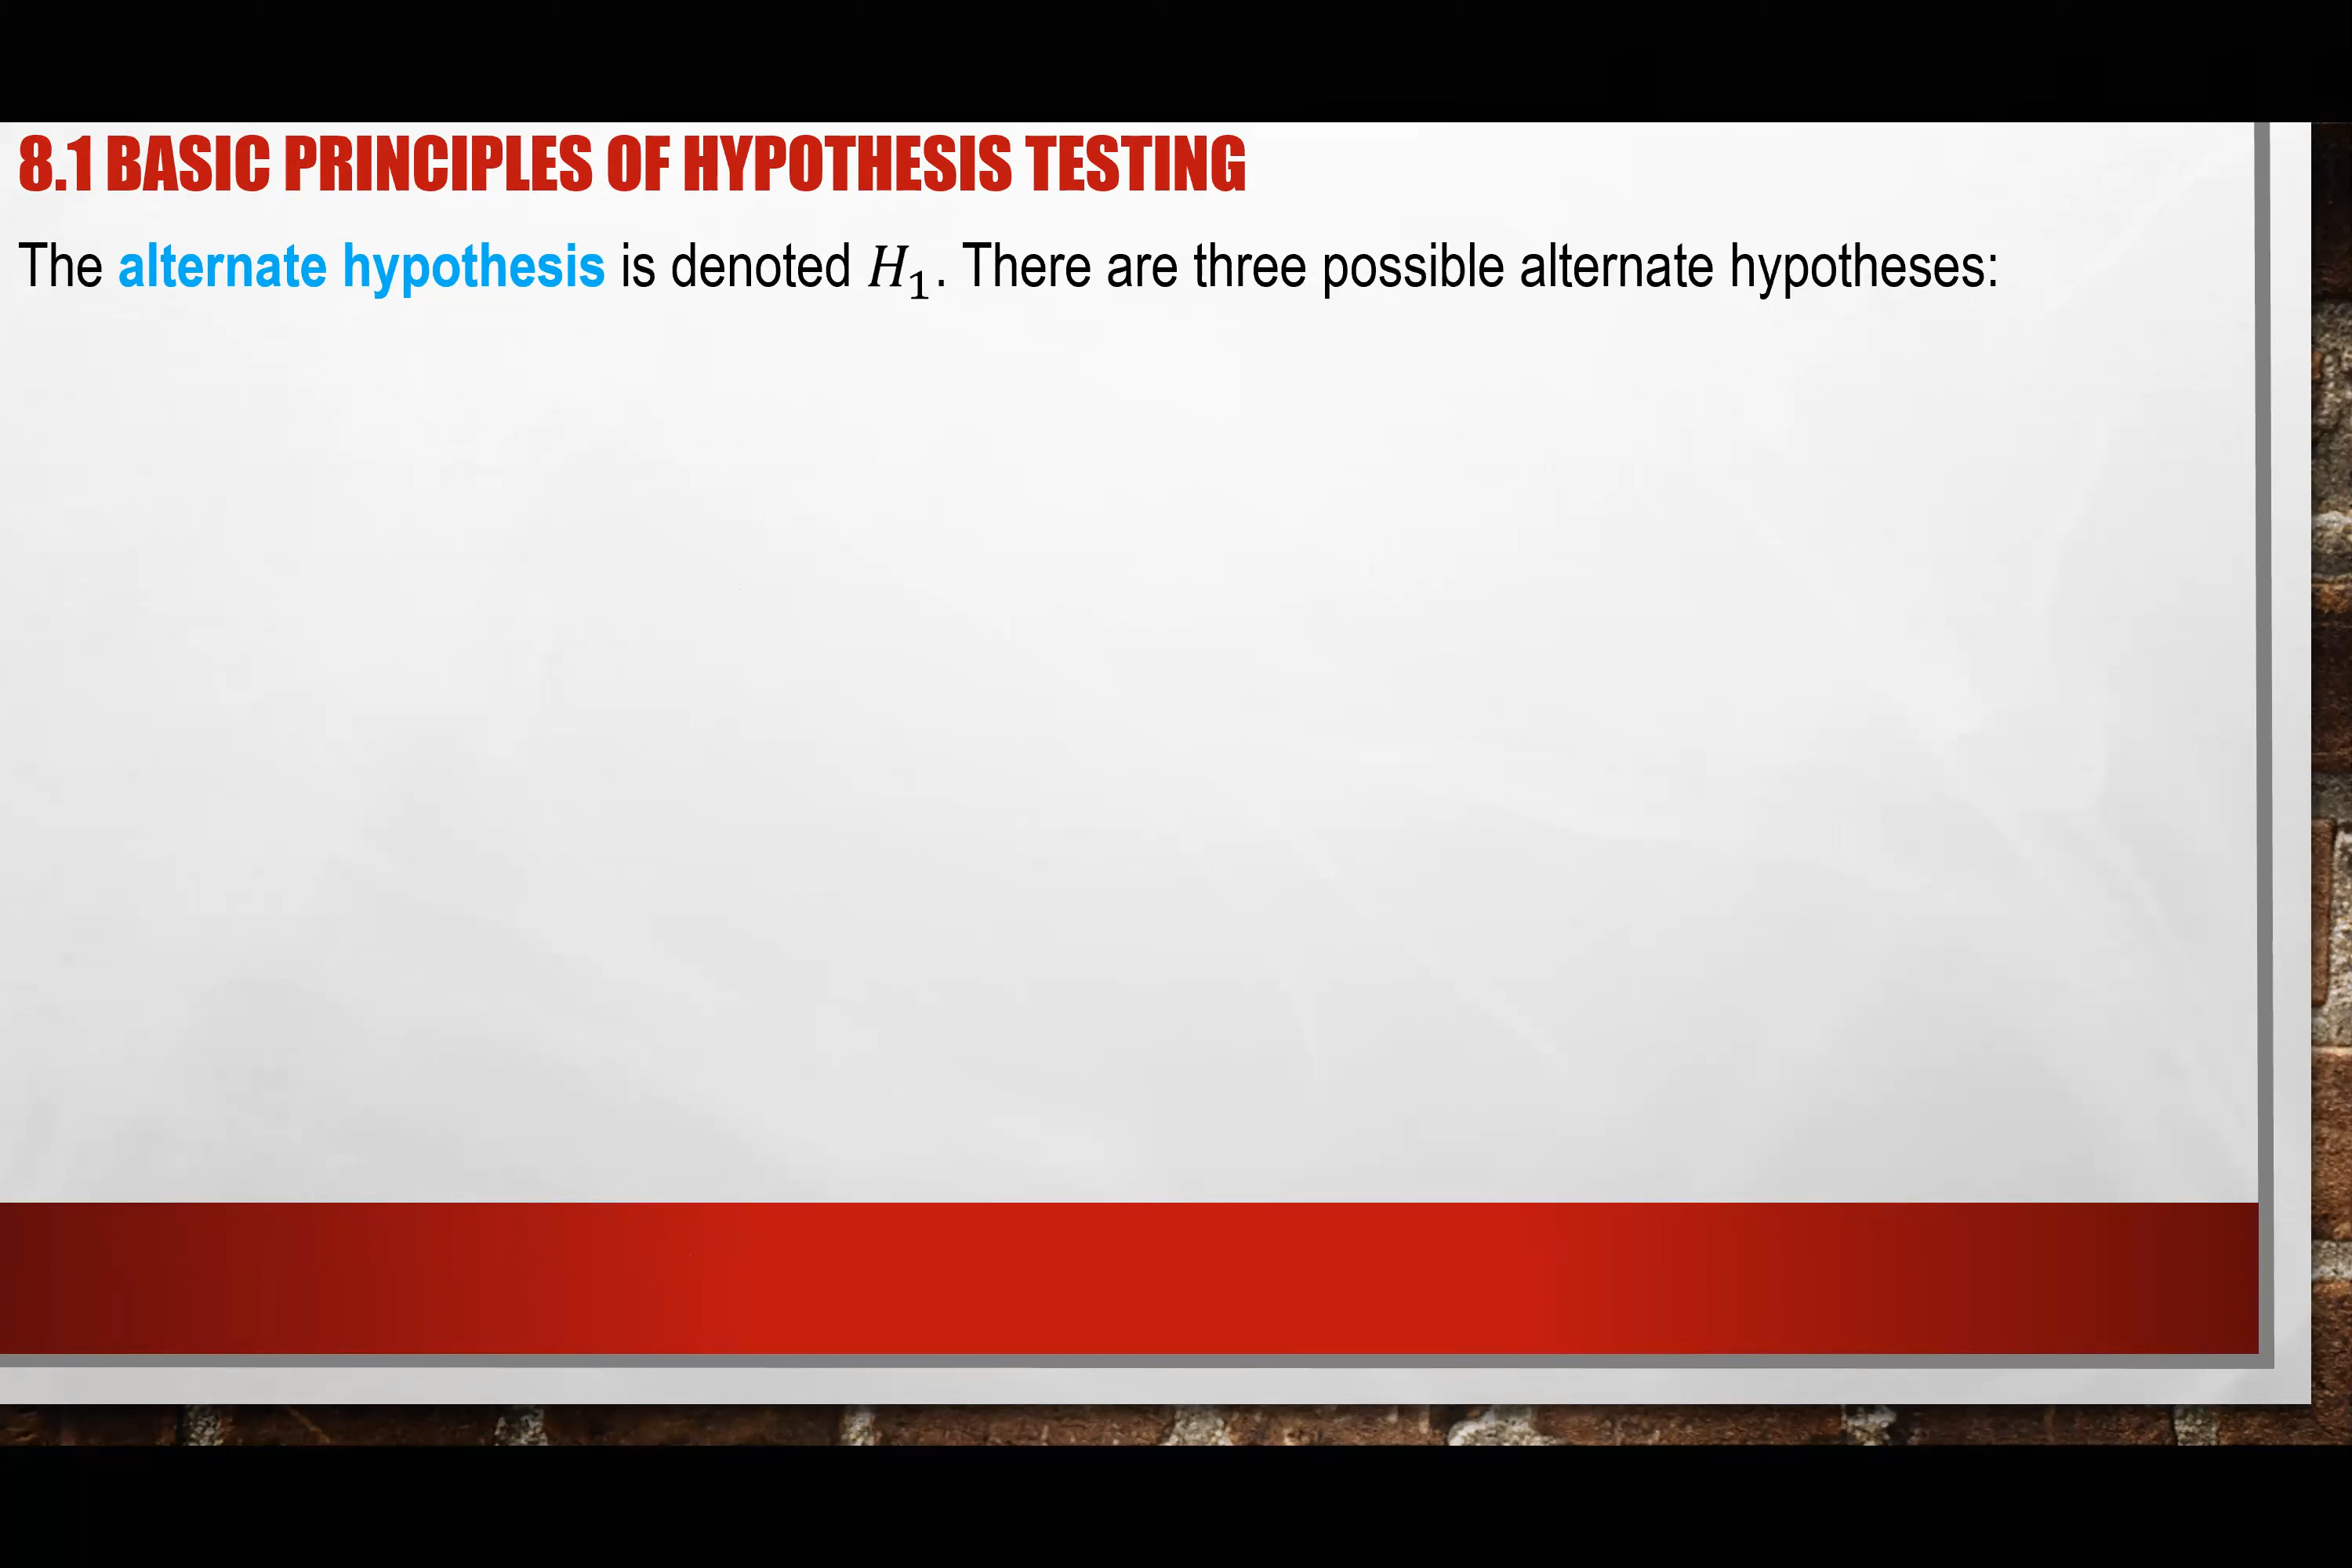 8.1 BASIC PRINCIPLES OF HYPOTHESIS TESTING
The alternate hypothesis is denoted H₁. There are three possible alternate hypotheses: